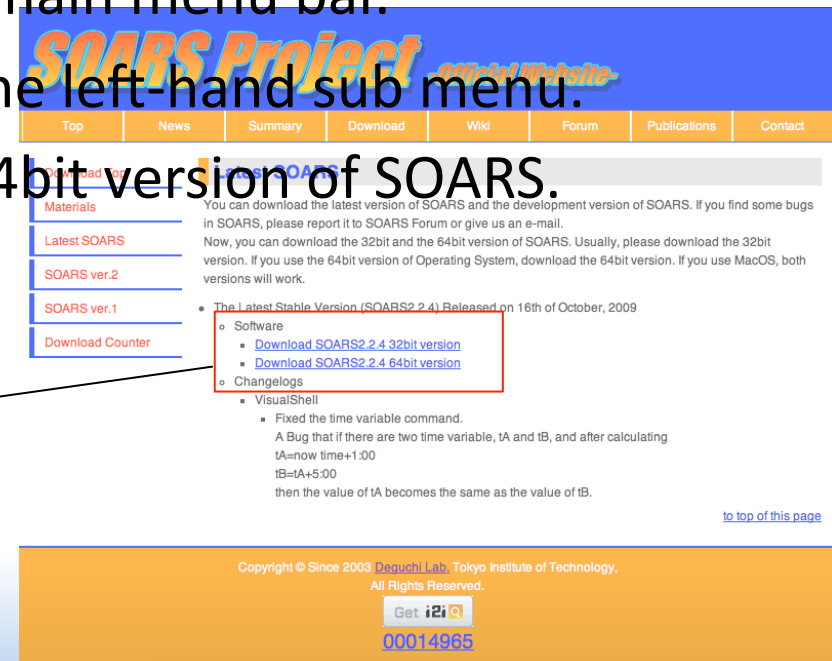 main menu bar.
SOARS Project -Official Website-
he left-hand sub menu.
Top News Summary Download Wiki Forum Publications Contact
4bit version of SOARS.
Download Top
Latest SOARS
Materials
Latest SOARS
SOARS ver.2
SOARS ver.1
Download Counter
You can download the latest version of SOARS and the development version of SOARS. If you find some bugs
in SOARS, please report it to SOARS Forum or give us an e-mail.
Now, you can download the 32bit and the 64bit version of SOARS. Usually, please download the 32bit
version. If you use the 64bit version of Operating System, download the 64bit version. If you use MacOS, both
versions will work.
The Latest Stable Version (SOARS2.2.4) Released on 16th of October, 2009
Software
Download SOARS2.2.4 32bit version
Download SOARS2.2.4 64bit version
Changelogs
VisualShell
Fixed the time variable command.
A Bug that if there are two time variable, tA and tB, and after calculating
tA=now time+1:00
tB=tA+5:00
then the value of tA becomes the same as the value of tB.
to top of this page
Copyright © Since 2003 Deguchi Lab. Tokyo Institute of Technology,
All Rights Reserved.
Get i2i
00014965